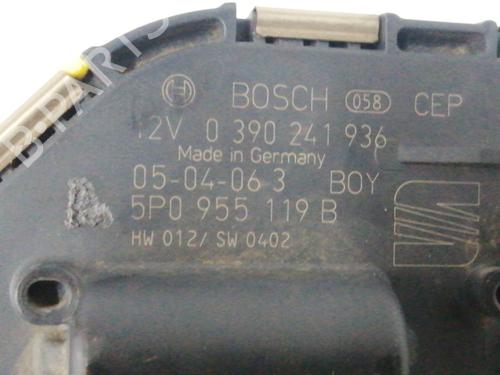 BOSCH 058 CEP
12V 0 390 241 936
Made in Germany
05-04-06 3 BOY
5P0 955 119 B
HW 012/ SW 0402
B PARTS